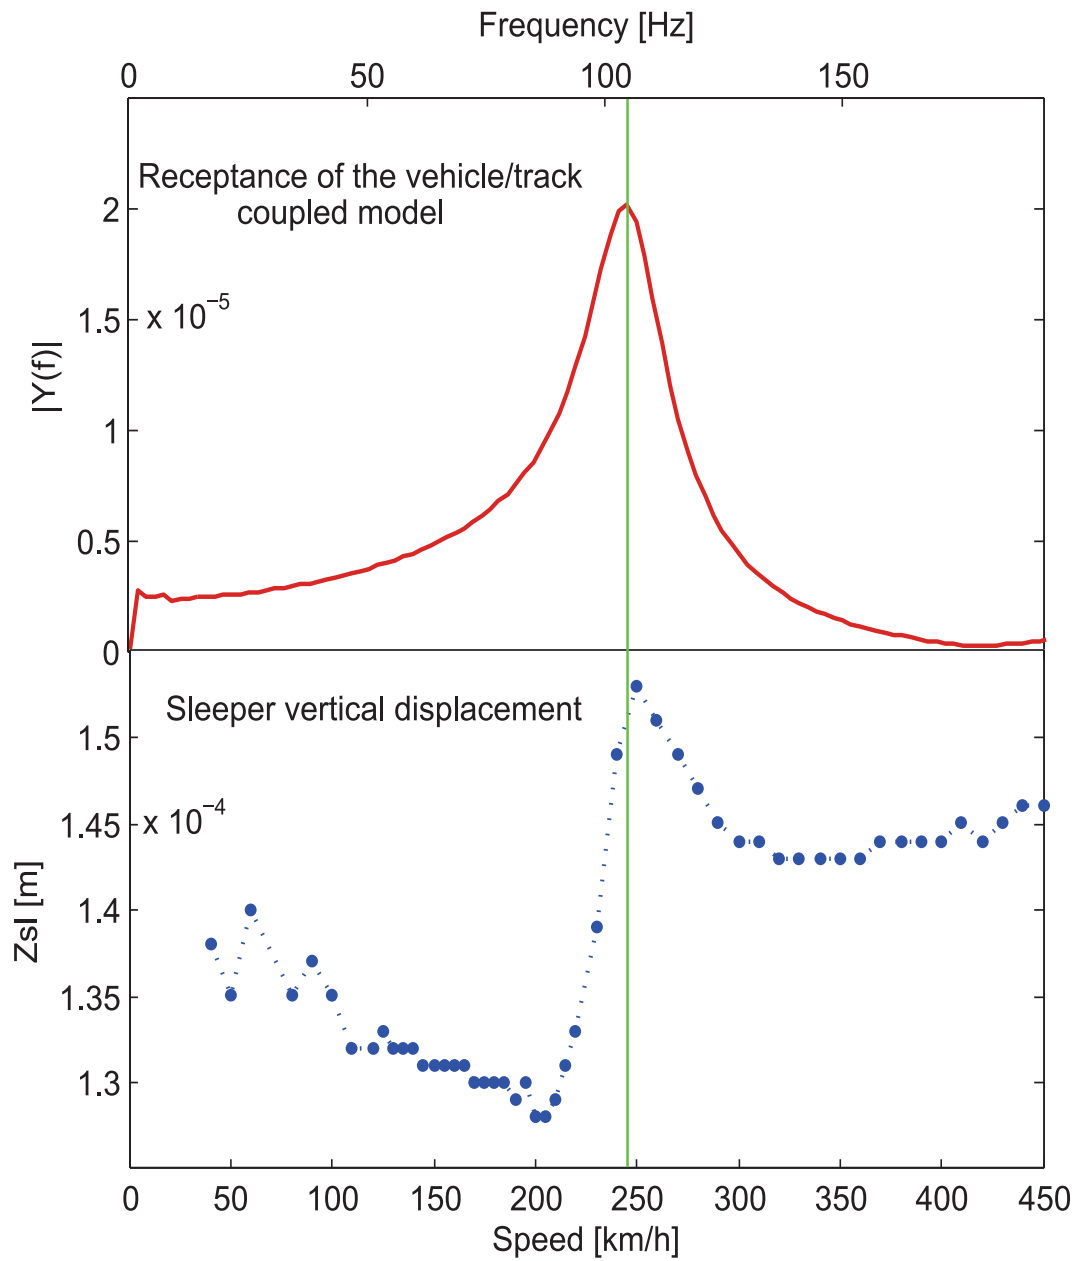 Frequency [Hz]
0 50 100 150
Receptance of the vehicle/track
coupled model
2
x 10⁻⁵
1.5
|Y(f)|
1
0.5
0
Sleeper vertical displacement
1.5
x 10⁻⁴
1.45
Zsl [m]
1.4
1.35
1.3
0 50 100 150 200 250 300 350 400 450
Speed [km/h]